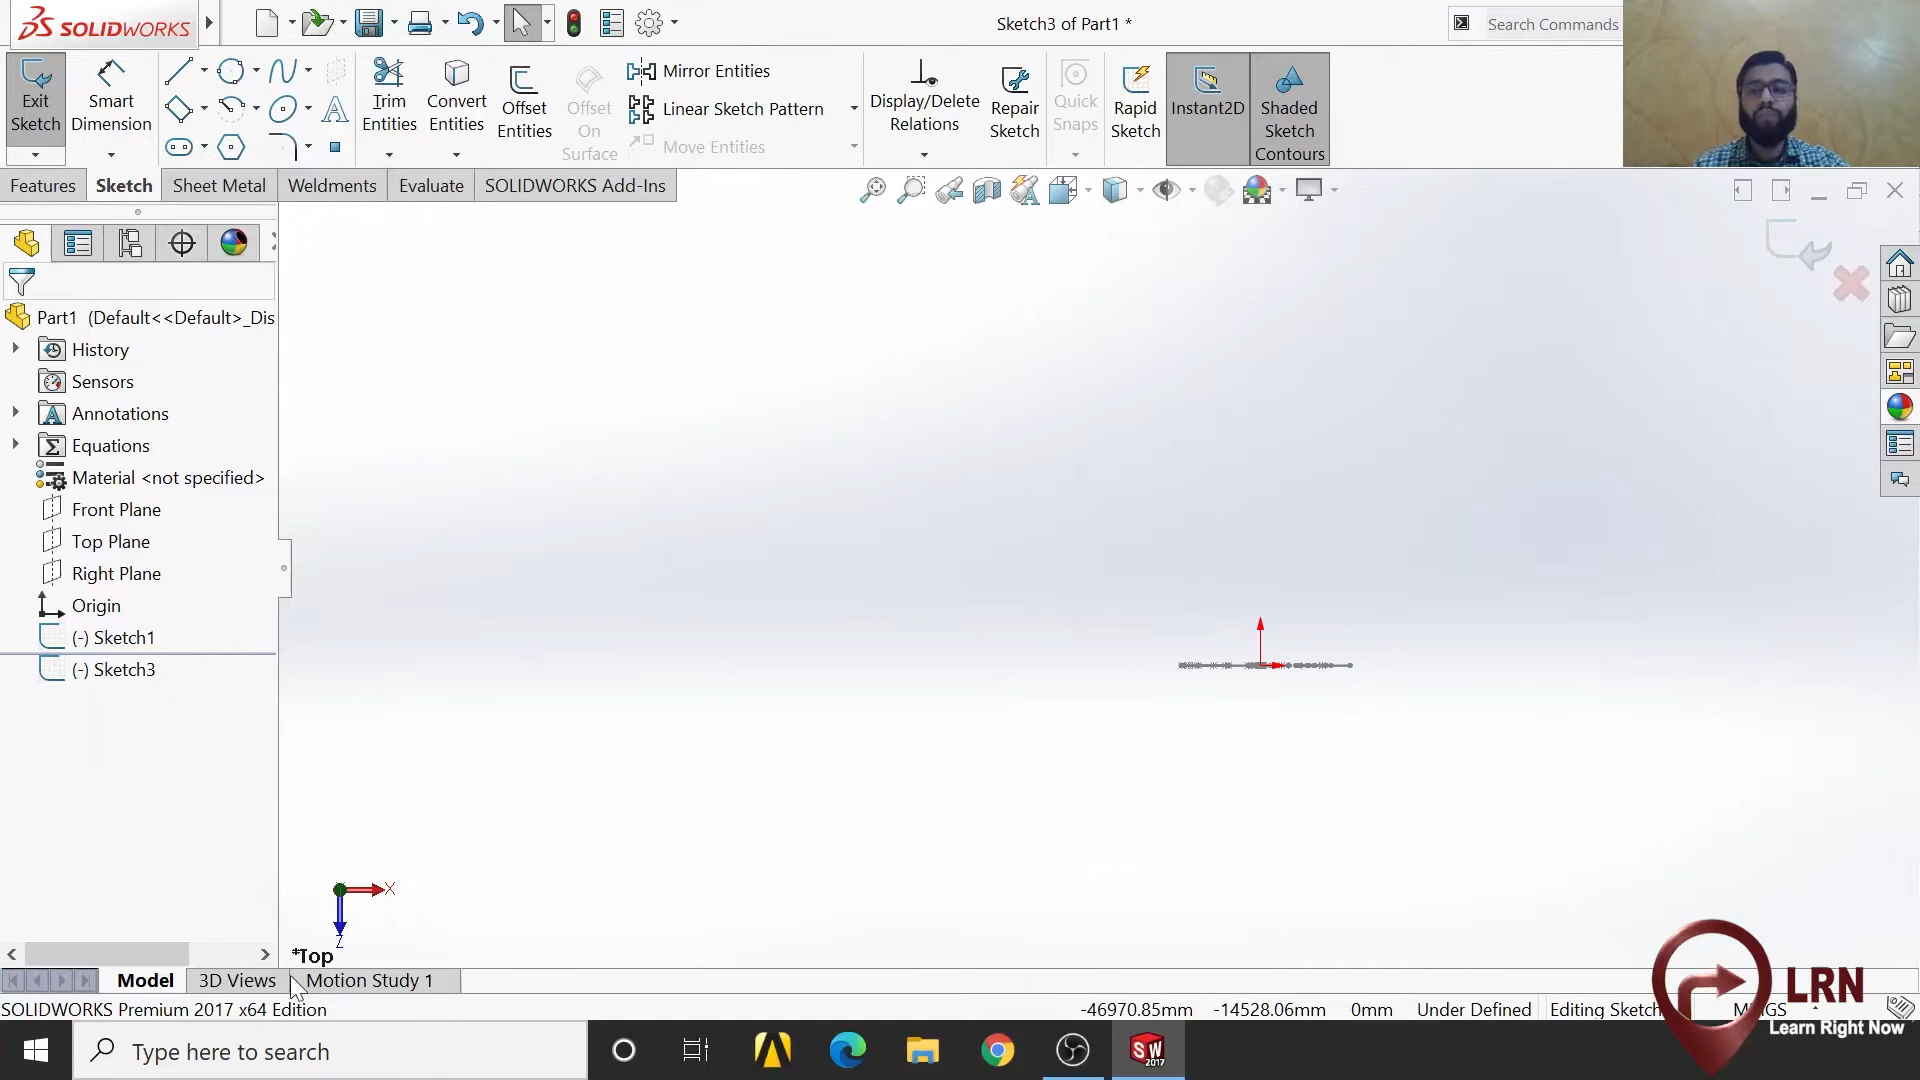 SOLIDWORKS
Sketch3 of Part1 *
Search Commands
Exit Sketch
Smart Dimension
Trim Entities
Convert Entities
Offset Entities
Offset On Surface
Mirror Entities
Linear Sketch Pattern
Move Entities
Display/Delete Relations
Repair Sketch
Quick Snaps
Rapid Sketch
Instant2D
Shaded Sketch Contours
Features
Sketch
Sheet Metal
Weldments
Evaluate
SOLIDWORKS Add-Ins
Part1 (Default<<Default>_Dis
History
Sensors
Annotations
Equations
Material <not specified>
Front Plane
Top Plane
Right Plane
Origin
(-) Sketch1
(-) Sketch3
X
Z
*Top
Model
3D Views
Motion Study 1
SOLIDWORKS Premium 2017 x64 Edition
-46970.85mm
-14528.06mm
0mm
Under Defined
Editing Sketch
LRN
Learn Right Now
Type here to search
SW
2017